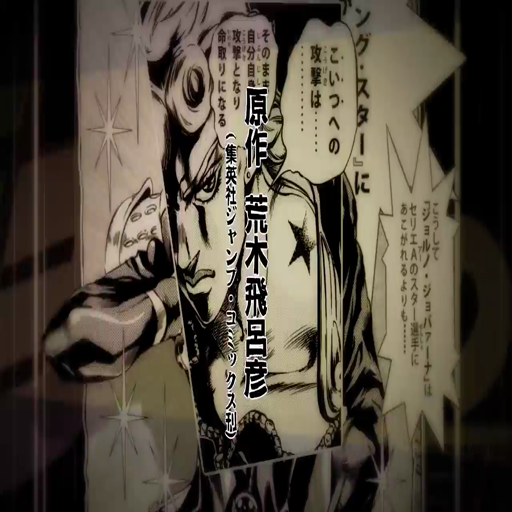 ングスター』に
こいつへの
攻撃は………
そのまま
自分自身
攻撃となり
命取りになる
原作 荒木飛呂彦
(集英社ジャンプ・コミックス刊)
こうして
『ジョルノ・ジョバァーナ』は
セリエAのスター選手に
あこがれるよりも……